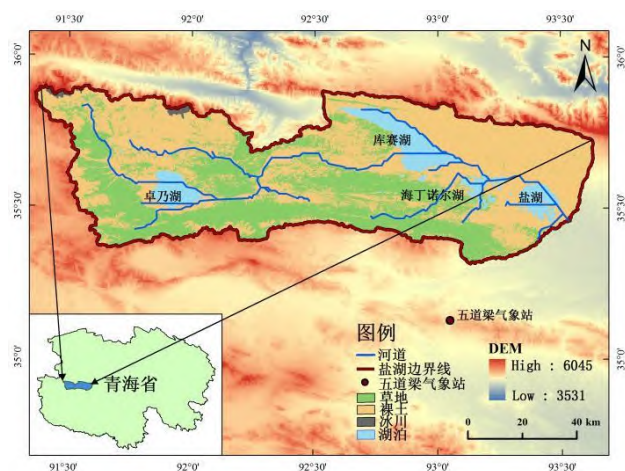 91°30' 92°0' 92°30' 93°0' 93°30'
36°0'
36°0'
N
库赛湖
卓乃湖
海丁诺尔湖
盐湖
35°30'
35°30'
五道梁气象站
图例
河道
盐湖边界线
五道梁气象站
草地
裸土
冰川
湖泊
DEM
High : 6045
Low : 3531
0 20 40 km
青海省
35°0'
35°0'
91°30' 92°0' 92°30' 93°0' 93°30'